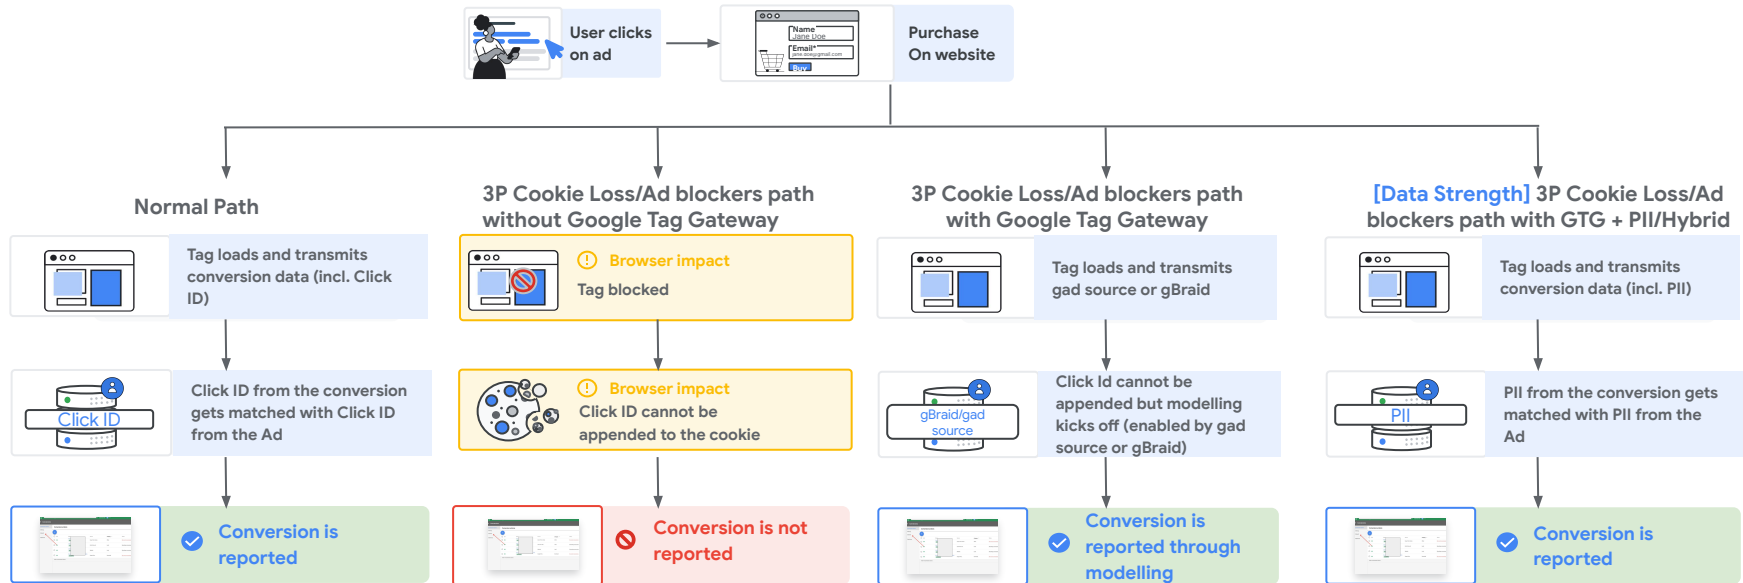 User clicks
on ad
Name
Jane Doe
Email*
jane.doe@gmail.com
Buy
Purchase
On website
Normal Path
Tag loads and transmits
conversion data (incl. Click
ID)
Click ID
Click ID from the conversion
gets matched with Click ID
from the Ad
Conversion is
reported
3P Cookie Loss/Ad blockers path
without Google Tag Gateway
Browser impact
Tag blocked
Browser impact
Click ID cannot be
appended to the cookie
Conversion is not
reported
3P Cookie Loss/Ad blockers path
with Google Tag Gateway
Tag loads and transmits
gad source or gBraid
gBraid/gad
source
Click Id cannot be
appended but modelling
kicks off (enabled by gad
source or gBraid)
Conversion is
reported through
modelling
[Data Strength] 3P Cookie Loss/Ad
blockers path with GTG + PII/Hybrid
Tag loads and transmits
conversion data (incl. PII)
PII
PII from the conversion gets
matched with PII from the
Ad
Conversion is
reported